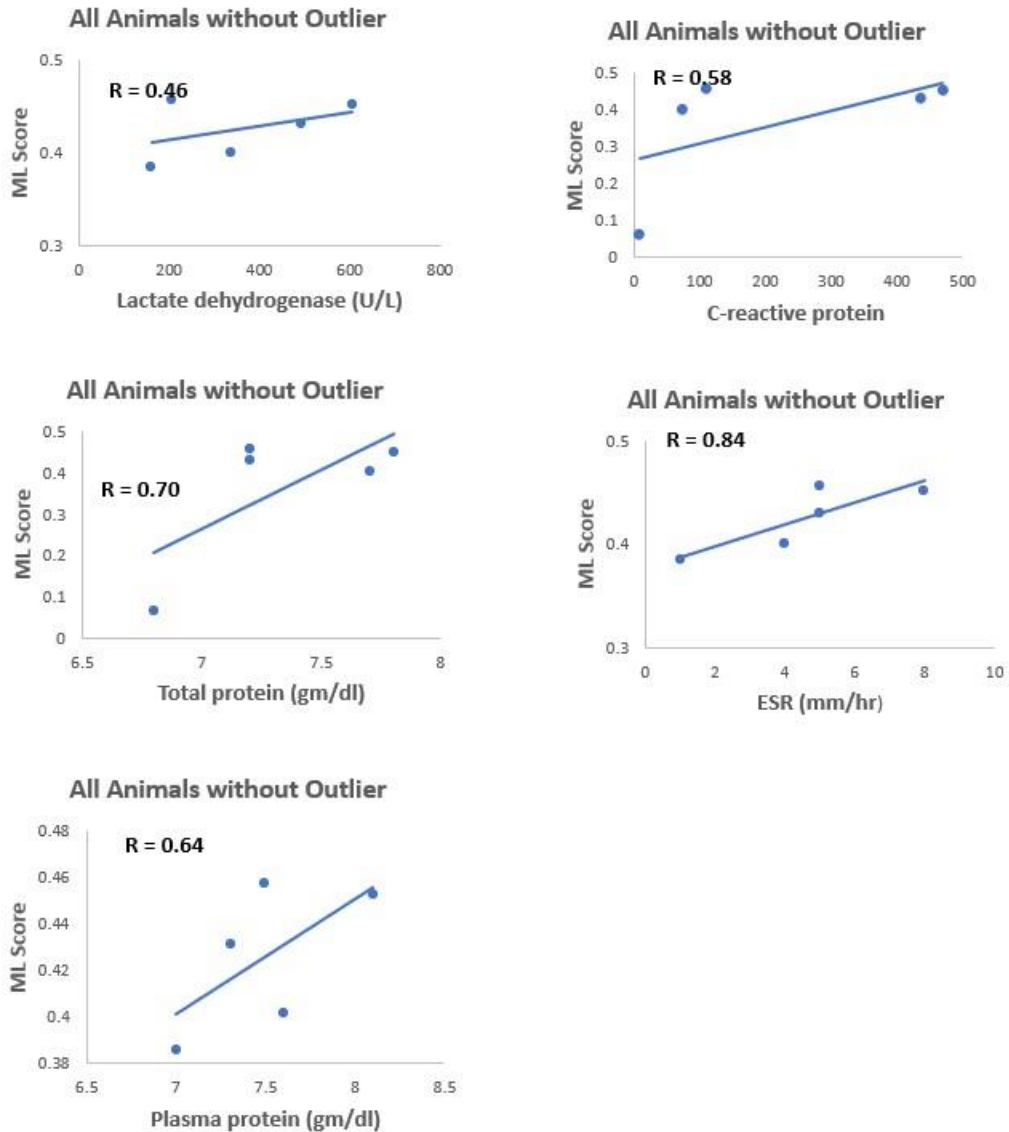 All Animals without Outlier
R = 0.46
ML Score
0.5
0.4
0.3
0 200 400 600 800
Lactate dehydrogenase (U/L)
All Animals without Outlier
R = 0.58
ML Score
0.5
0.4
0.3
0.2
0.1
0
0 100 200 300 400 500
C-reactive protein
All Animals without Outlier
R = 0.70
ML Score
0.5
0.4
0.3
0.2
0.1
0
6.5 7 7.5 8
Total protein (gm/dl)
All Animals without Outlier
R = 0.84
ML Score
0.5
0.4
0.3
0 2 4 6 8 10
ESR (mm/hr)
All Animals without Outlier
R = 0.64
ML Score
0.48
0.46
0.44
0.42
0.4
0.38
6.5 7 7.5 8 8.5
Plasma protein (gm/dl)